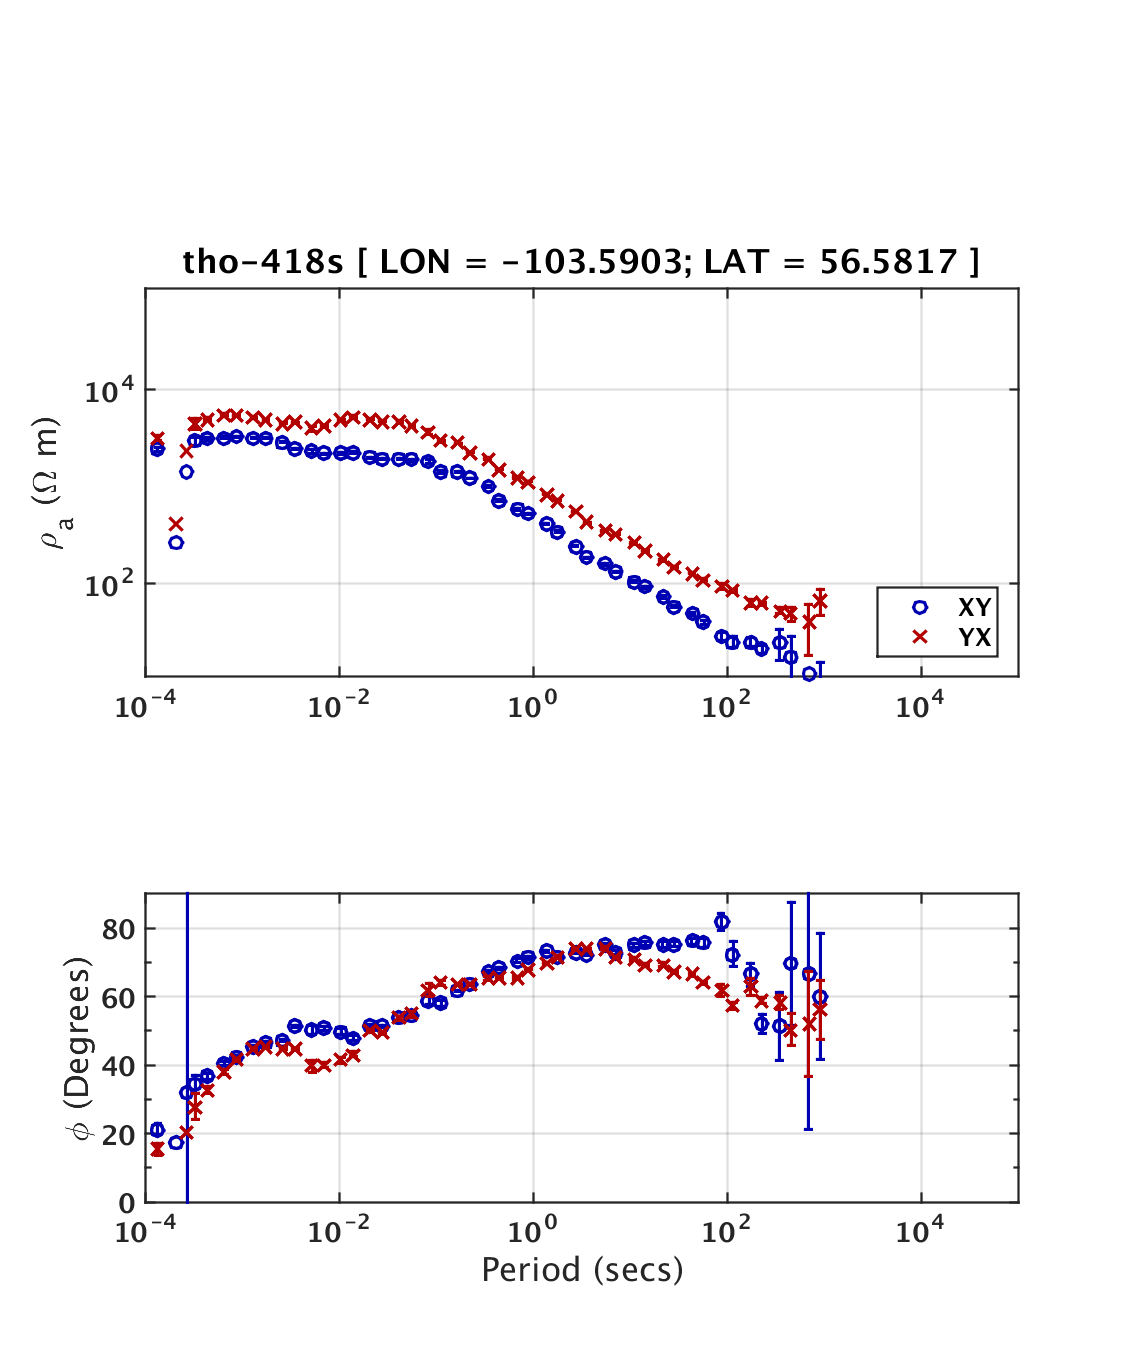 tho-418s [ LON = -103.5903; LAT = 56.5817 ]
10^4
10^2
ρ_a (Ω m)
XY
YX
10^-4 10^-2 10^0 10^2 10^4
80
60
40
20
0
ϕ (Degrees)
10^-4 10^-2 10^0 10^2 10^4
Period (secs)